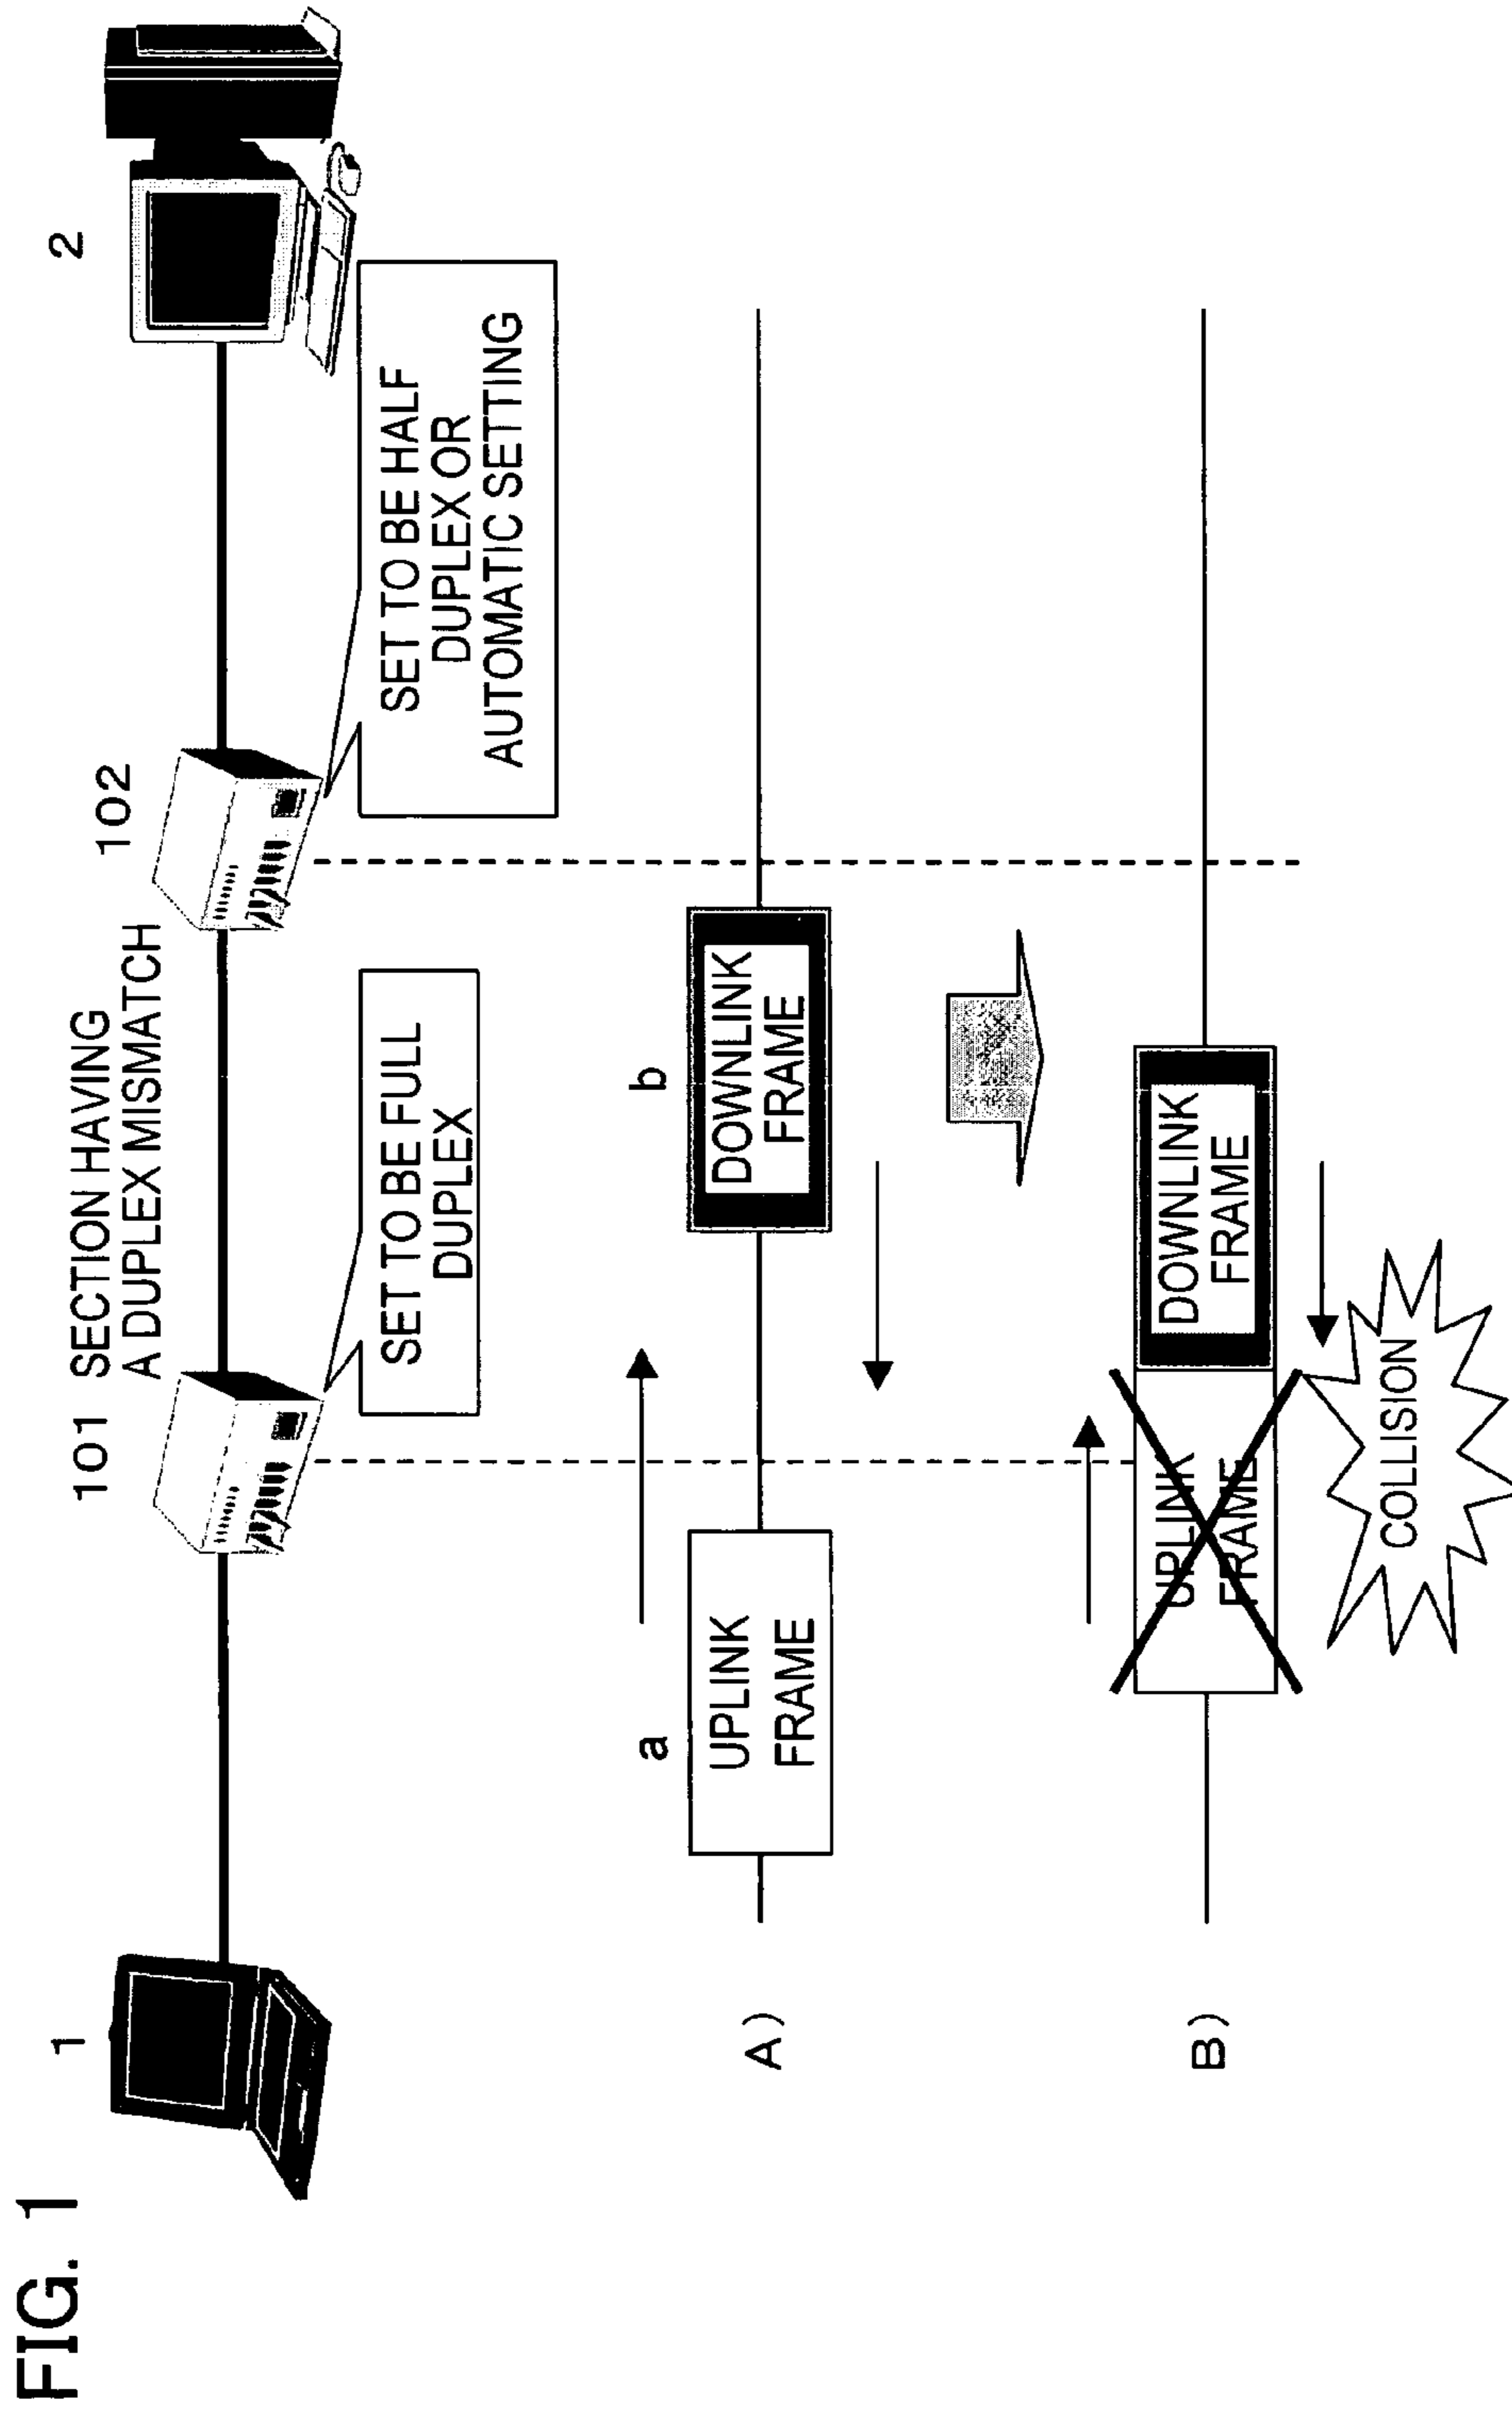 FIG. 1
1
101
SECTION HAVING
A DUPLEX MISMATCH
102
2
SET TO BE FULL
DUPLEX
SET TO BE HALF
DUPLEX OR
AUTOMATIC SETTING
A)
a
UPLINK
FRAME
b
DOWNLINK
FRAME
B)
UPLINK
FRAME
DOWNLINK
FRAME
COLLISION